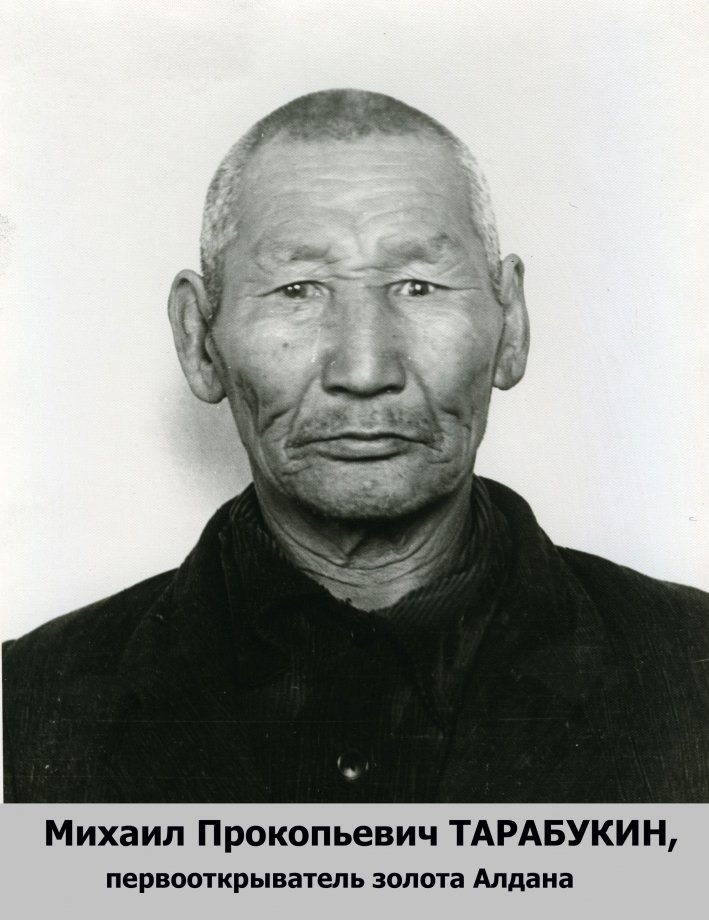 Михаил Прокопьевич ТАРАБУКИН,
первооткрыватель золота Алдана